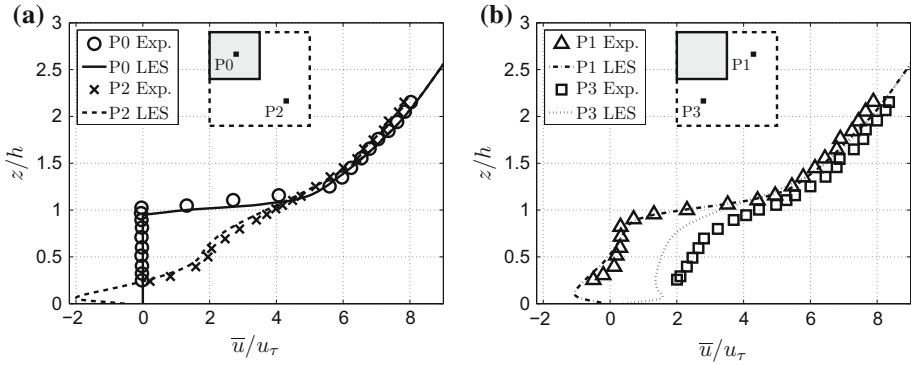 (a)
3
2.5
2
1.5
1
0.5
0
z/h
P0 Exp.
P0 LES
P2 Exp.
P2 LES
P0
P2
−2 0 2 4 6 8
u̅/uτ
(b)
3
2.5
2
1.5
1
0.5
0
z/h
P1 Exp.
P1 LES
P3 Exp.
P3 LES
P1
P3
−2 0 2 4 6 8
u̅/uτ